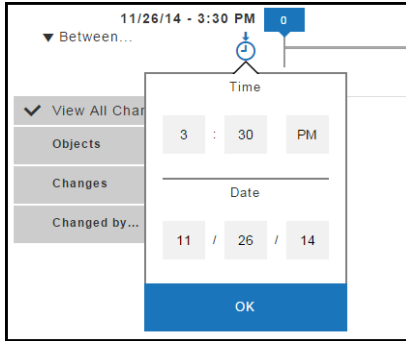 11/26/14 - 3:30 PM
0
▼ Between...
Time
View All Char
3 : 30 PM
Objects
Changes
Date
Changed by...
11 / 26 / 14
OK